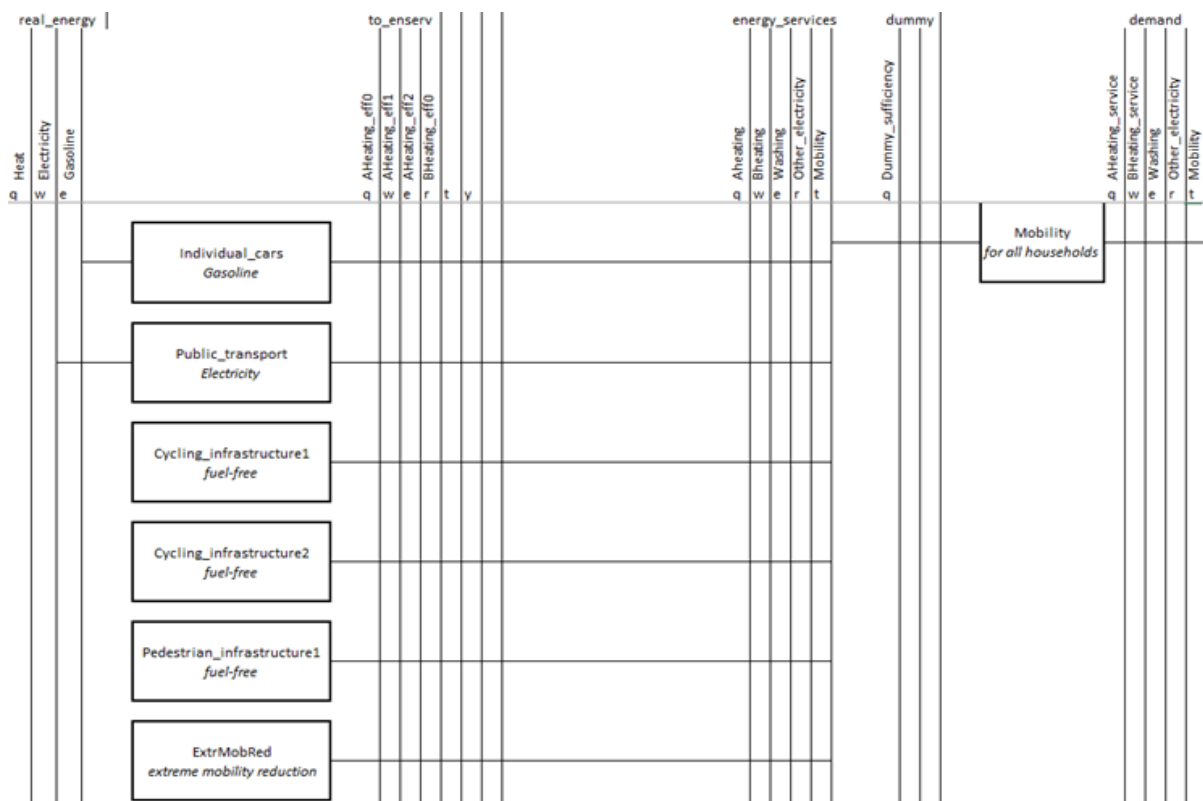 real_energy
to_enserv
energy_services
dummy
demand
Heat
Electricity
Gasoline
AHeating_eff0
AHeating_eff1
AHeating_eff2
BHeating_eff0
Aheating
Bheating
Washing
Other_electricity
Mobility
Dummy_sufficiency
AHeating_service
BHeating_service
Washing
Other_electricity
Mobility
q w e
q w e r t y
q w e r t
q
q w e r t
Mobility
for all households
Individual_cars
Gasoline
Public_transport
Electricity
Cycling_infrastructure1
fuel-free
Cycling_infrastructure2
fuel-free
Pedestrian_infrastructure1
fuel-free
ExtrMobRed
extreme mobility reduction